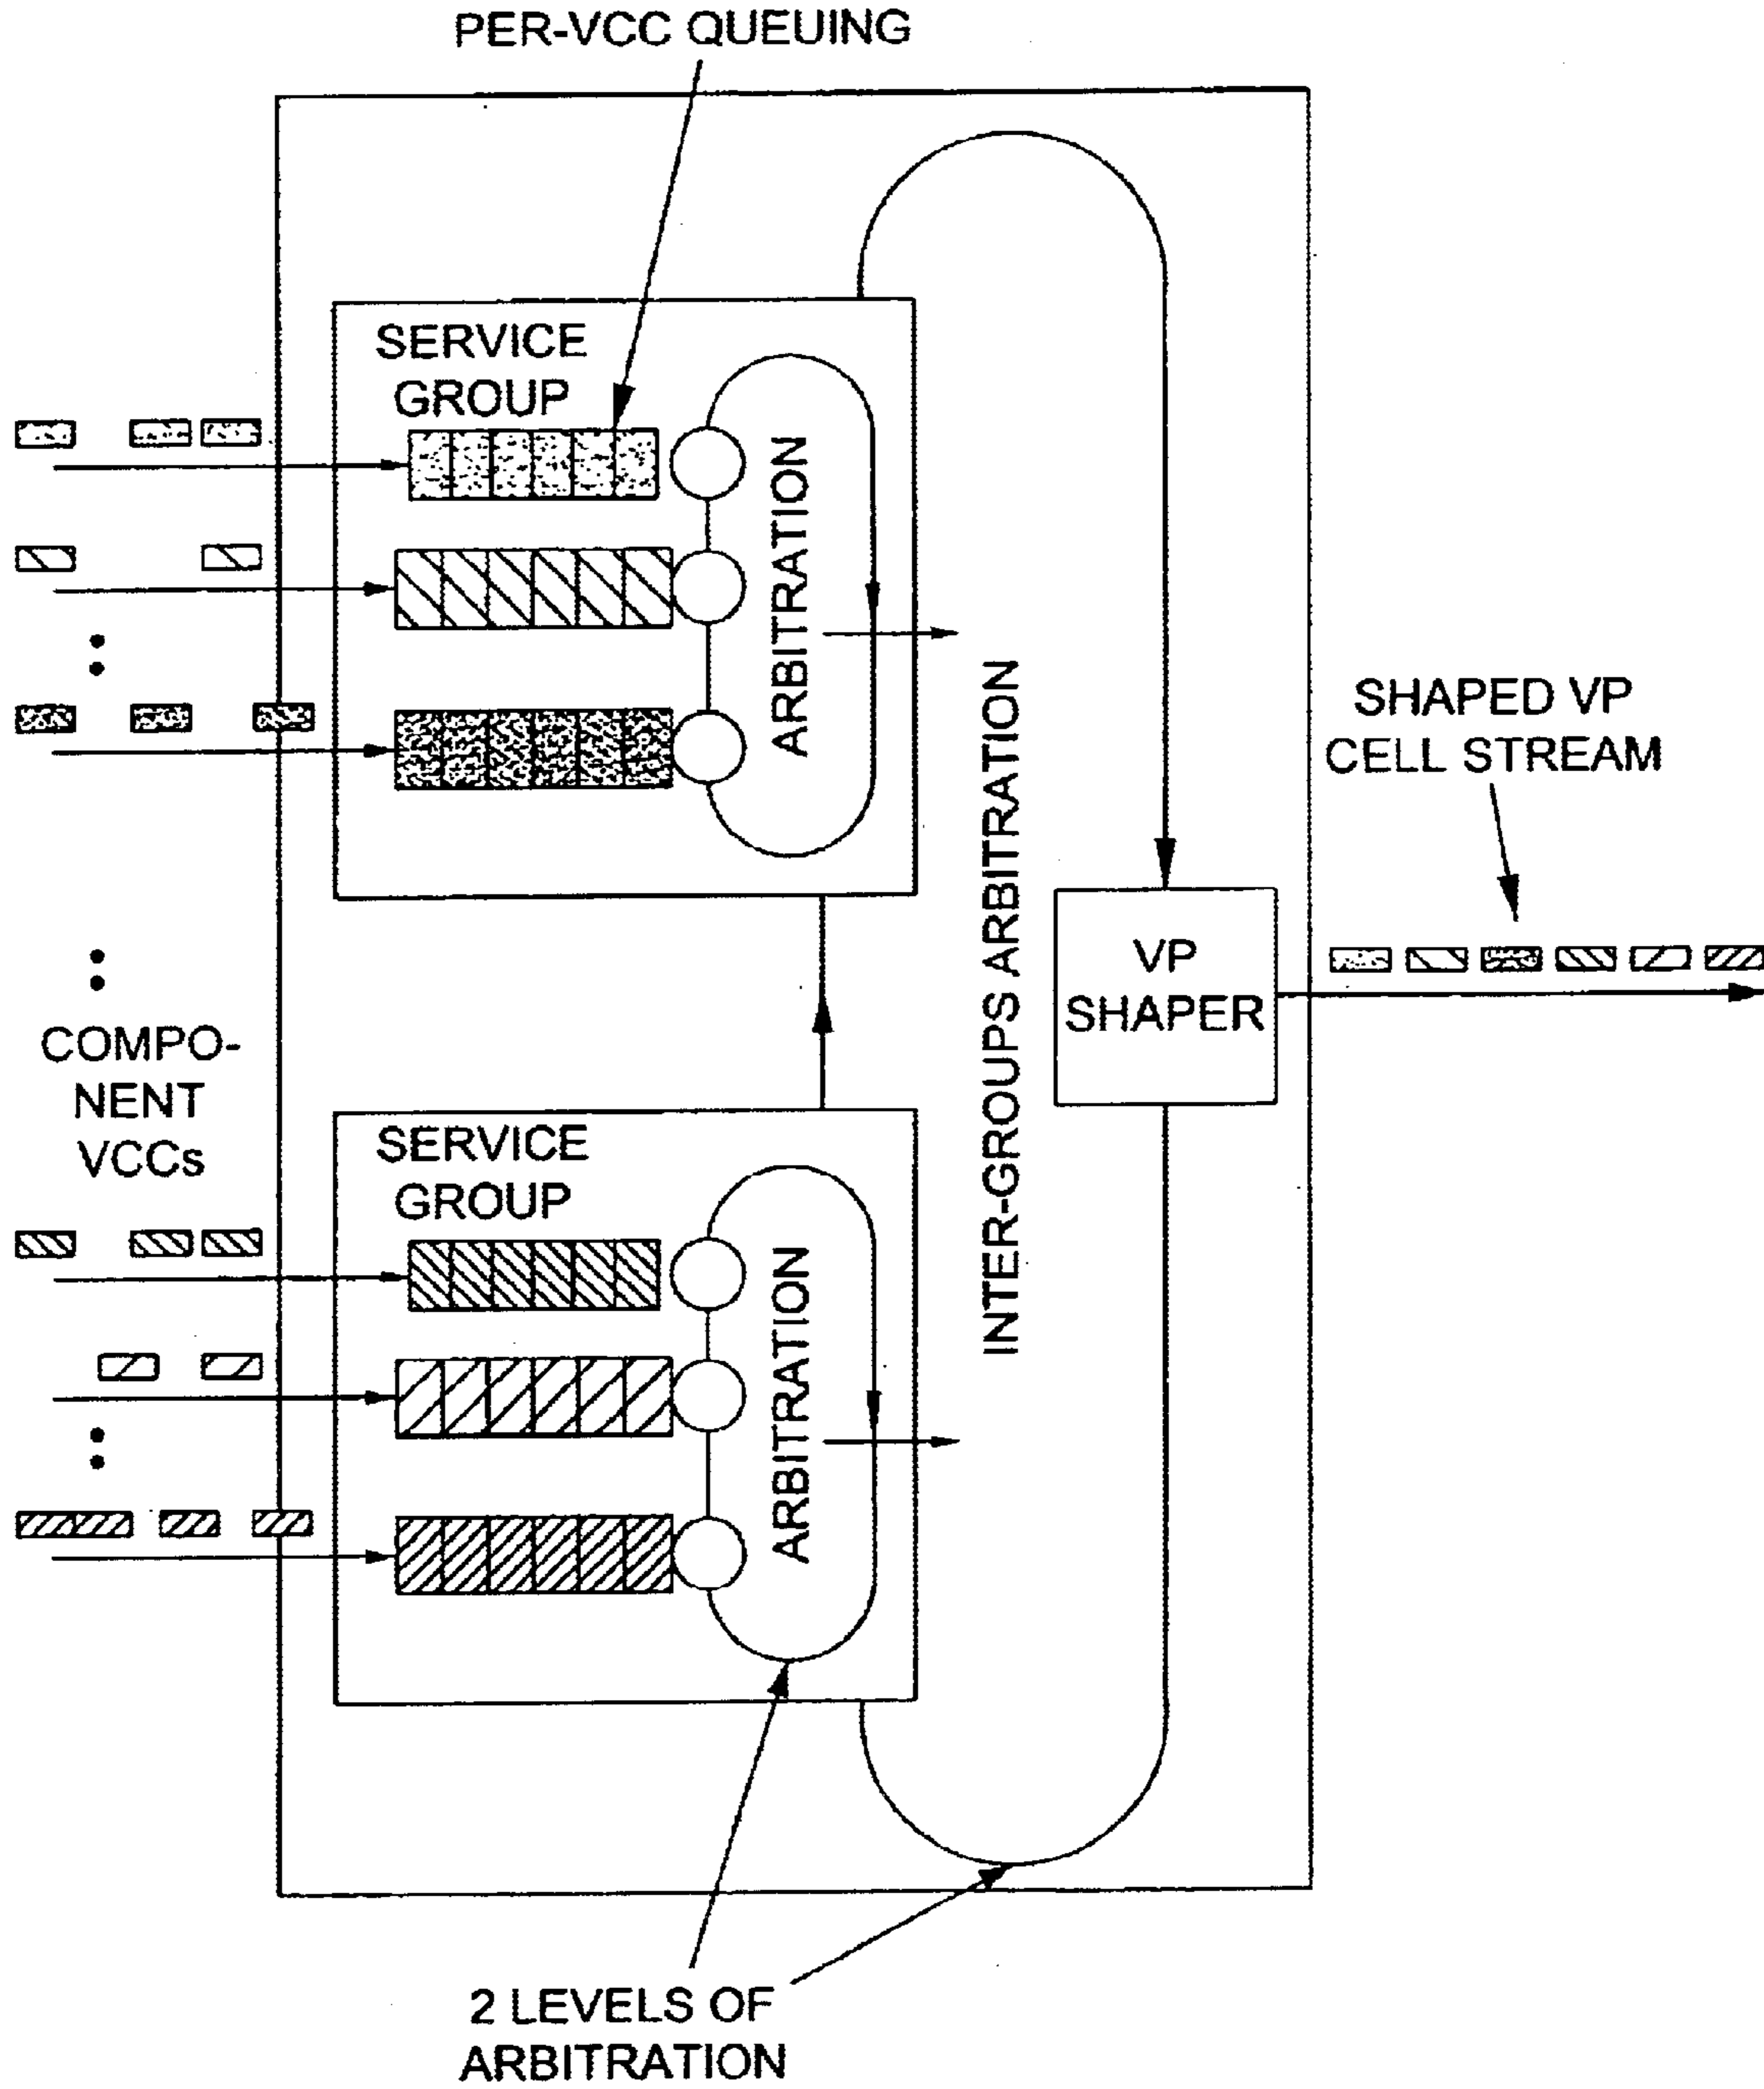 PER-VCC QUEUING
SERVICE
GROUP
ARBITRATION
INTER-GROUPS ARBITRATION
SHAPED VP
CELL STREAM
VP
SHAPER
COMPO-
NENT
VCCs
SERVICE
GROUP
ARBITRATION
2 LEVELS OF
ARBITRATION